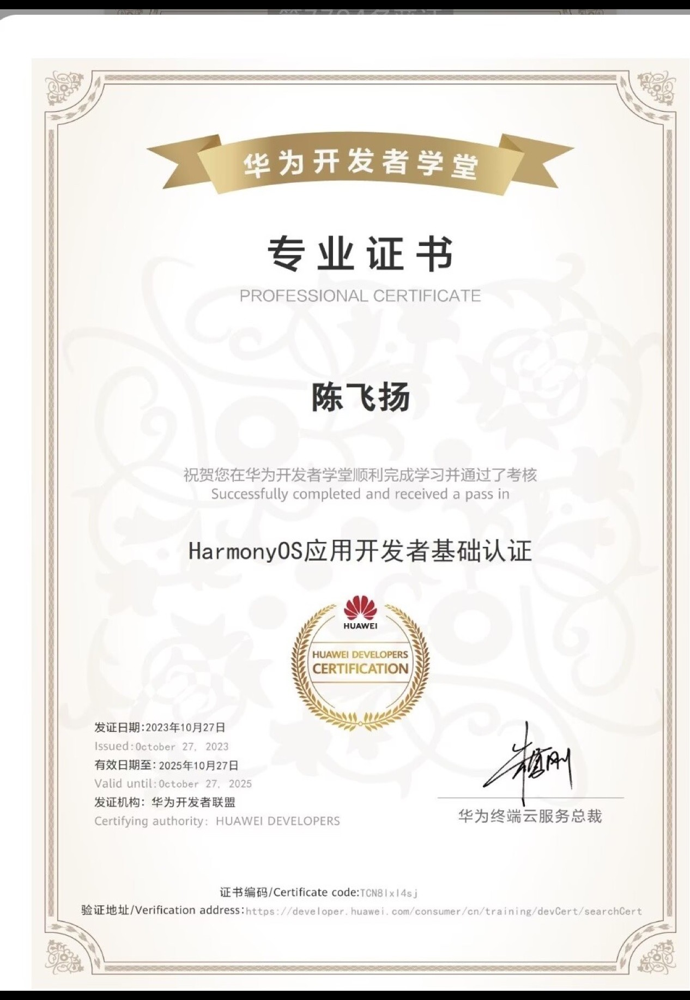 华为开发者学堂
专业证书
PROFESSIONAL CERTIFICATE
陈飞扬
祝贺您在华为开发者学堂顺利完成学习并通过了考核
Successfully completed and received a pass in
HarmonyOS应用开发者基础认证
HUAWEI
HUAWEI DEVELOPERS
CERTIFICATION
发证日期:2023年10月27日
Issued:October 27, 2023
有效日期至:2025年10月27日
Valid until:October 27, 2025
发证机构: 华为开发者联盟
Certifying authority: HUAWEI DEVELOPERS
华为终端云服务总裁
证书编码/Certificate code:TCN8lxl4sj
验证地址/Verification address:https://developer.huawei.com/consumer/cn/training/devCert/searchCert